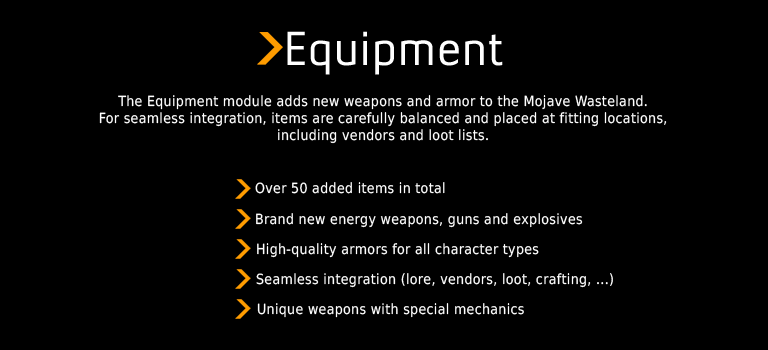 Equipment
The Equipment module adds new weapons and armor to the Mojave Wasteland.
For seamless integration, items are carefully balanced and placed at fitting locations,
including vendors and loot lists.
Over 50 added items in total
Brand new energy weapons, guns and explosives
High-quality armors for all character types
Seamless integration (lore, vendors, loot, crafting, ...)
Unique weapons with special mechanics